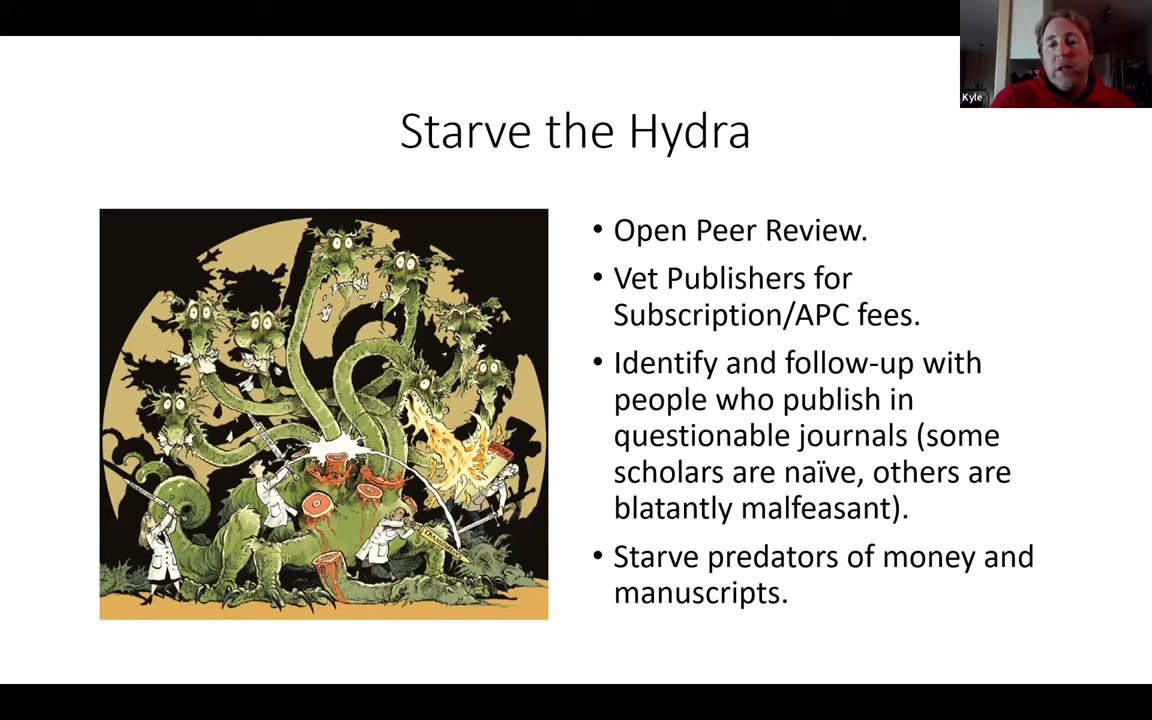 Kyle
Starve the Hydra
• Open Peer Review.
• Vet Publishers for
Subscription/APC fees.
• Identify and follow-up with
people who publish in
questionable journals (some
scholars are naïve, others are
blatantly malfeasant).
• Starve predators of money and
manuscripts.